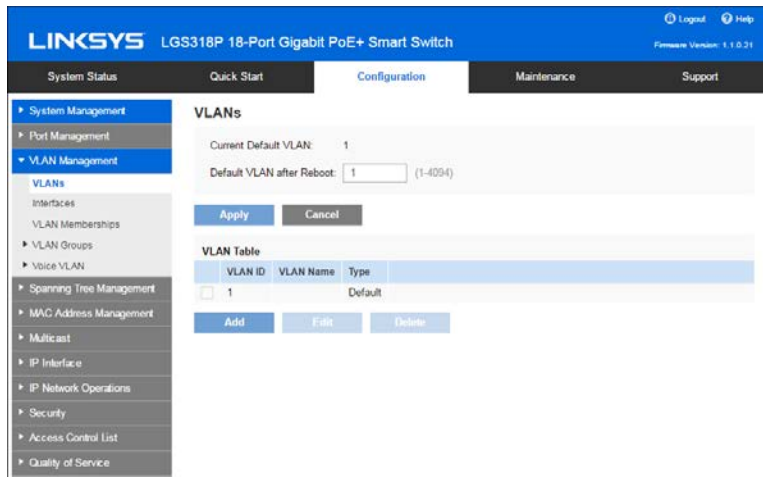 Logout Help
LINKSYS LGS318P 18-Port Gigabit PoE+ Smart Switch
Firmware Version: 1.1.0.21
System Status Quick Start Configuration Maintenance Support
System Management
Port Management
VLAN Management
VLANs
Interfaces
VLAN Memberships
VLAN Groups
Voice VLAN
Spanning Tree Management
MAC Address Management
Multicast
IP Interface
IP Network Operations
Security
Access Control List
Quality of Service
VLANs
Current Default VLAN: 1
Default VLAN after Reboot: 1 (1-4094)
Apply Cancel
VLAN Table
VLAN ID VLAN Name Type
1 Default
Add Edit Delete